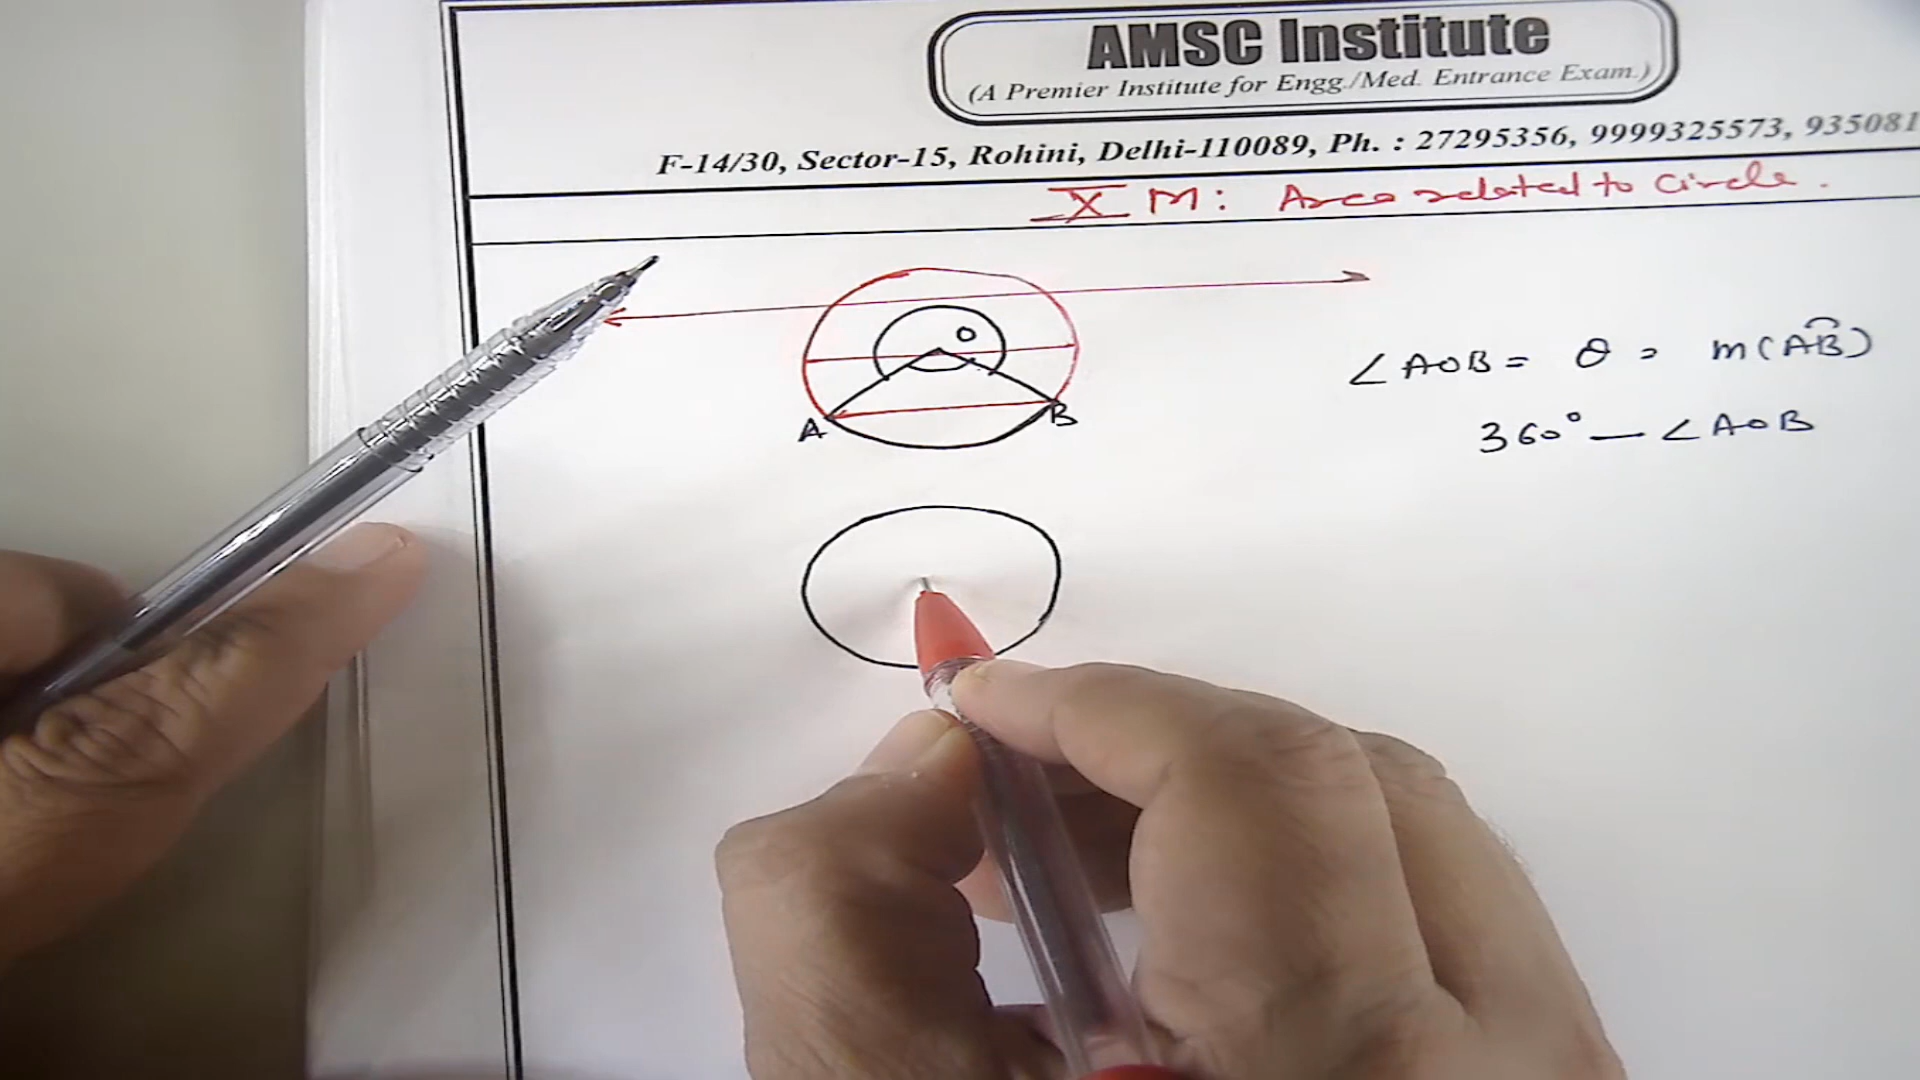 AMSC Institute
(A Premier Institute for Engg./Med. Entrance Exam.)
F-14/30, Sector-15, Rohini, Delhi-110089, Ph. : 27295356, 9999325573, 935081
X M: Area related to Circle.
O
A
B
∠AOB = θ = m(A͡B)
360° — ∠AOB